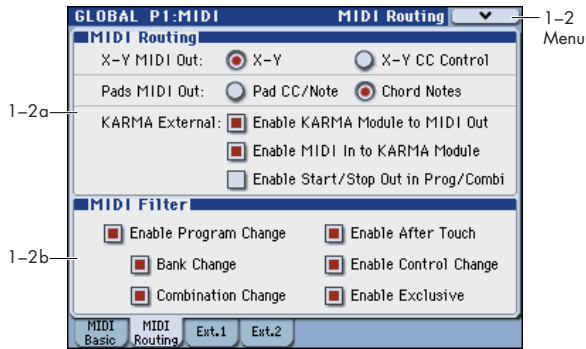 GLOBAL P1:MIDI MIDI Routing
1–2
Menu
MIDI Routing
X-Y MIDI Out: X-Y X-Y CC Control
Pads MIDI Out: Pad CC/Note Chord Notes
1–2a
KARMA External: Enable KARMA Module to MIDI Out
Enable MIDI In to KARMA Module
Enable Start/Stop Out in Prog/Combi
MIDI Filter
Enable Program Change Enable After Touch
1–2b
Bank Change Enable Control Change
Combination Change Enable Exclusive
MIDI Basic MIDI Routing Ext.1 Ext.2